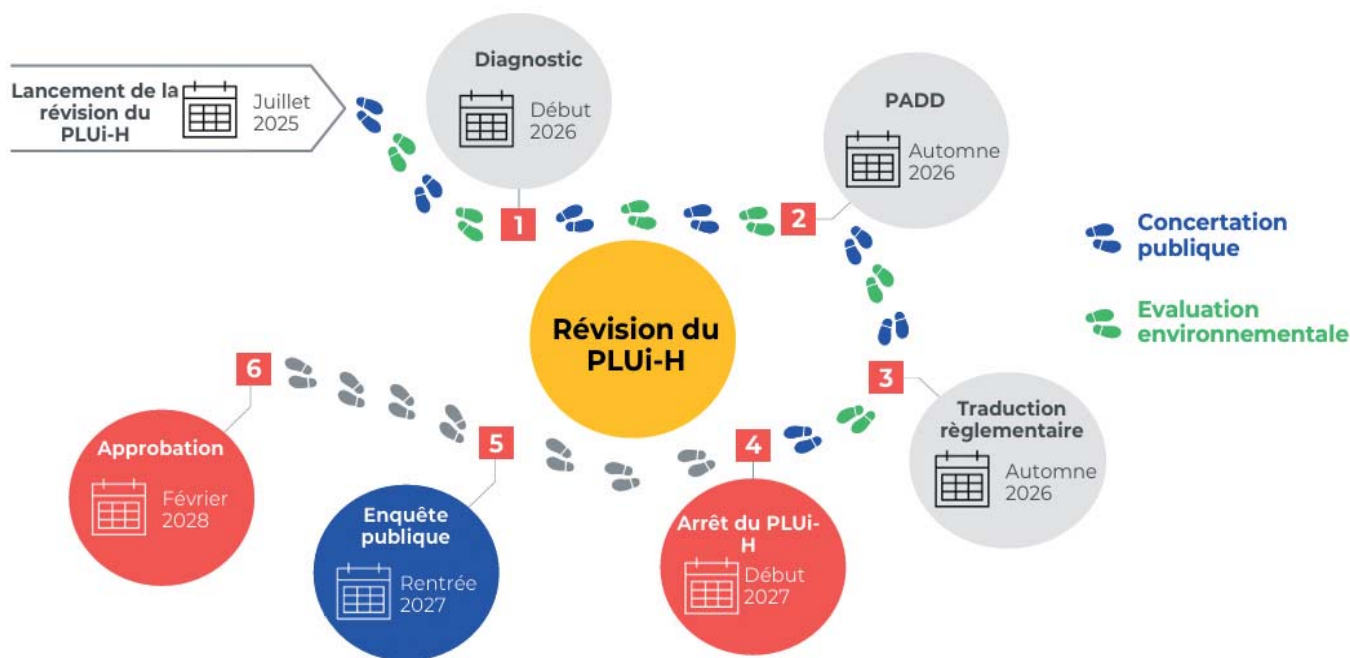 Lancement de la
révision du
PLUi-H
Juillet
2025
Diagnostic
Début
2026
1
PADD
Automne
2026
2
Concertation
publique
Evaluation
environnementale
Révision du
PLUi-H
3
Traduction
règlementaire
Automne
2026
4
Arrêt du PLUi-
H
Début
2027
5
Enquête
publique
Rentrée
2027
6
Approbation
Février
2028